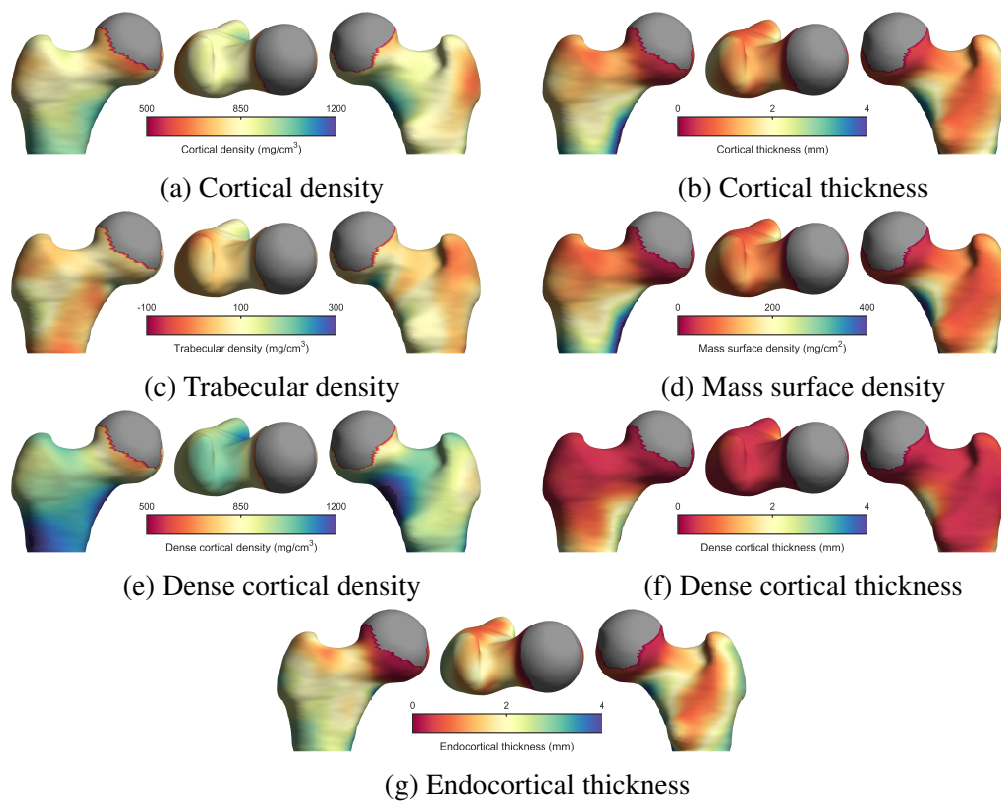 500 850 1200
Cortical density (mg/cm³)
(a) Cortical density
0 2 4
Cortical thickness (mm)
(b) Cortical thickness
-100 100 300
Trabecular density (mg/cm³)
(c) Trabecular density
0 200 400
Mass surface density (mg/cm²)
(d) Mass surface density
500 850 1200
Dense cortical density (mg/cm³)
(e) Dense cortical density
0 2 4
Dense cortical thickness (mm)
(f) Dense cortical thickness
0 2 4
Endocortical thickness (mm)
(g) Endocortical thickness